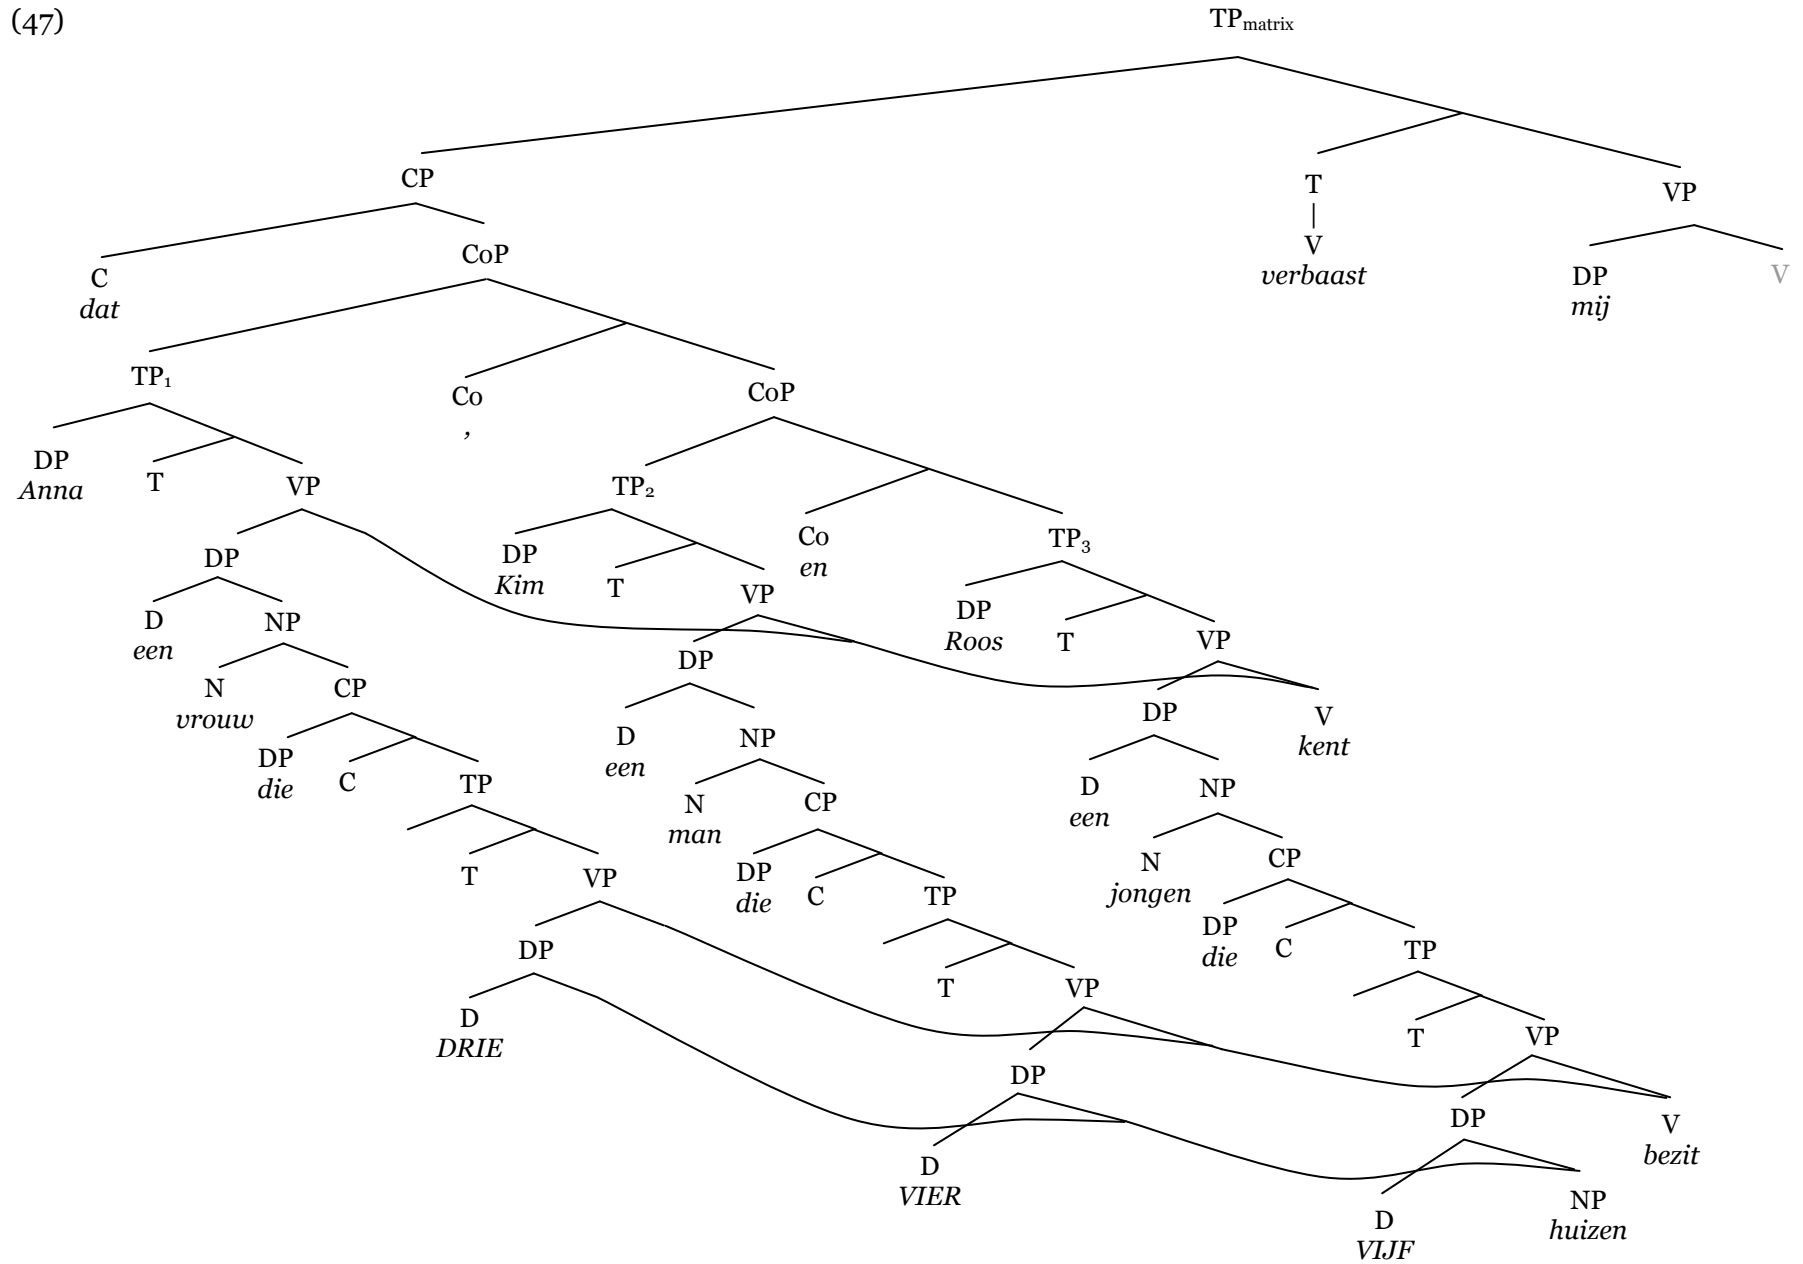 (47)
TPmatrix
CP
T
VP
|
V
verbaast
C
dat
CoP
DP
mij
V
TP1
Co
,
CoP
DP
Anna
T
VP
TP2
Co
en
TP3
DP
Kim
T
VP
DP
Roos
T
VP
DP
D
een
NP
N
vrouw
CP
DP
die
C
TP
T
VP
DP
D
DRIE
DP
D
een
NP
N
man
CP
DP
die
C
TP
T
VP
DP
D
VIER
DP
V
kent
D
een
NP
N
jongen
CP
DP
die
C
TP
T
VP
DP
V
bezit
D
VIJF
NP
huizen